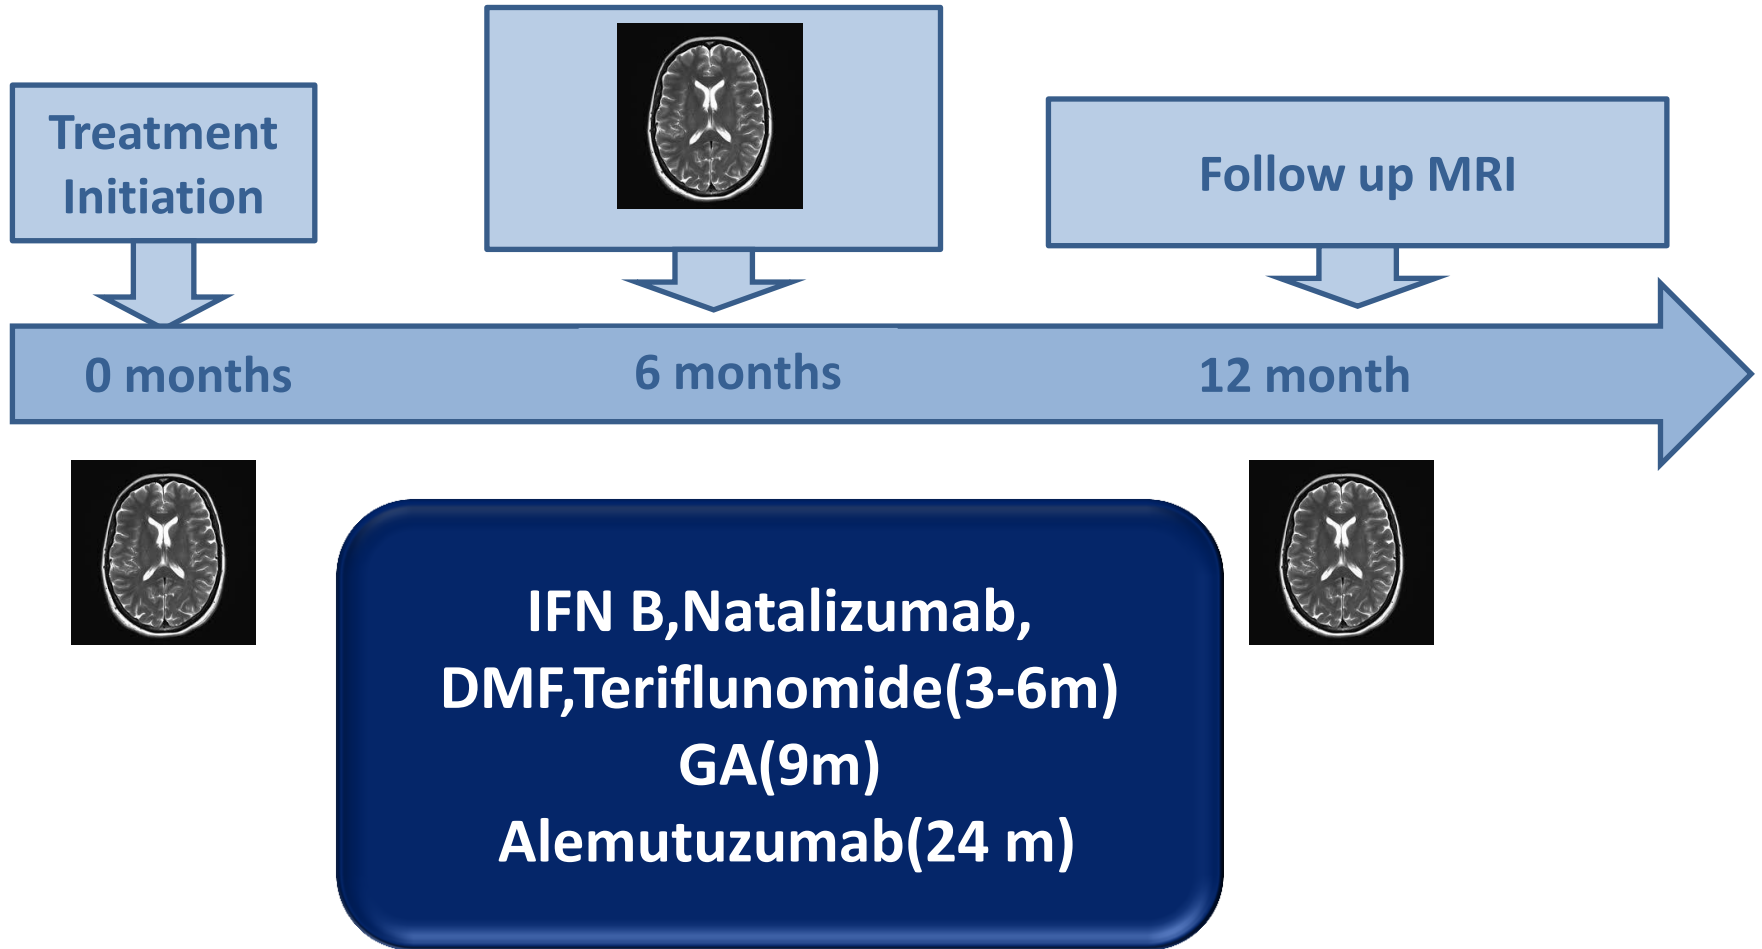 Treatment
Initiation
Follow up MRI
0 months
6 months
12 month
IFN B,Natalizumab,
DMF,Teriflunomide(3-6m)
GA(9m)
Alemutuzumab(24 m)